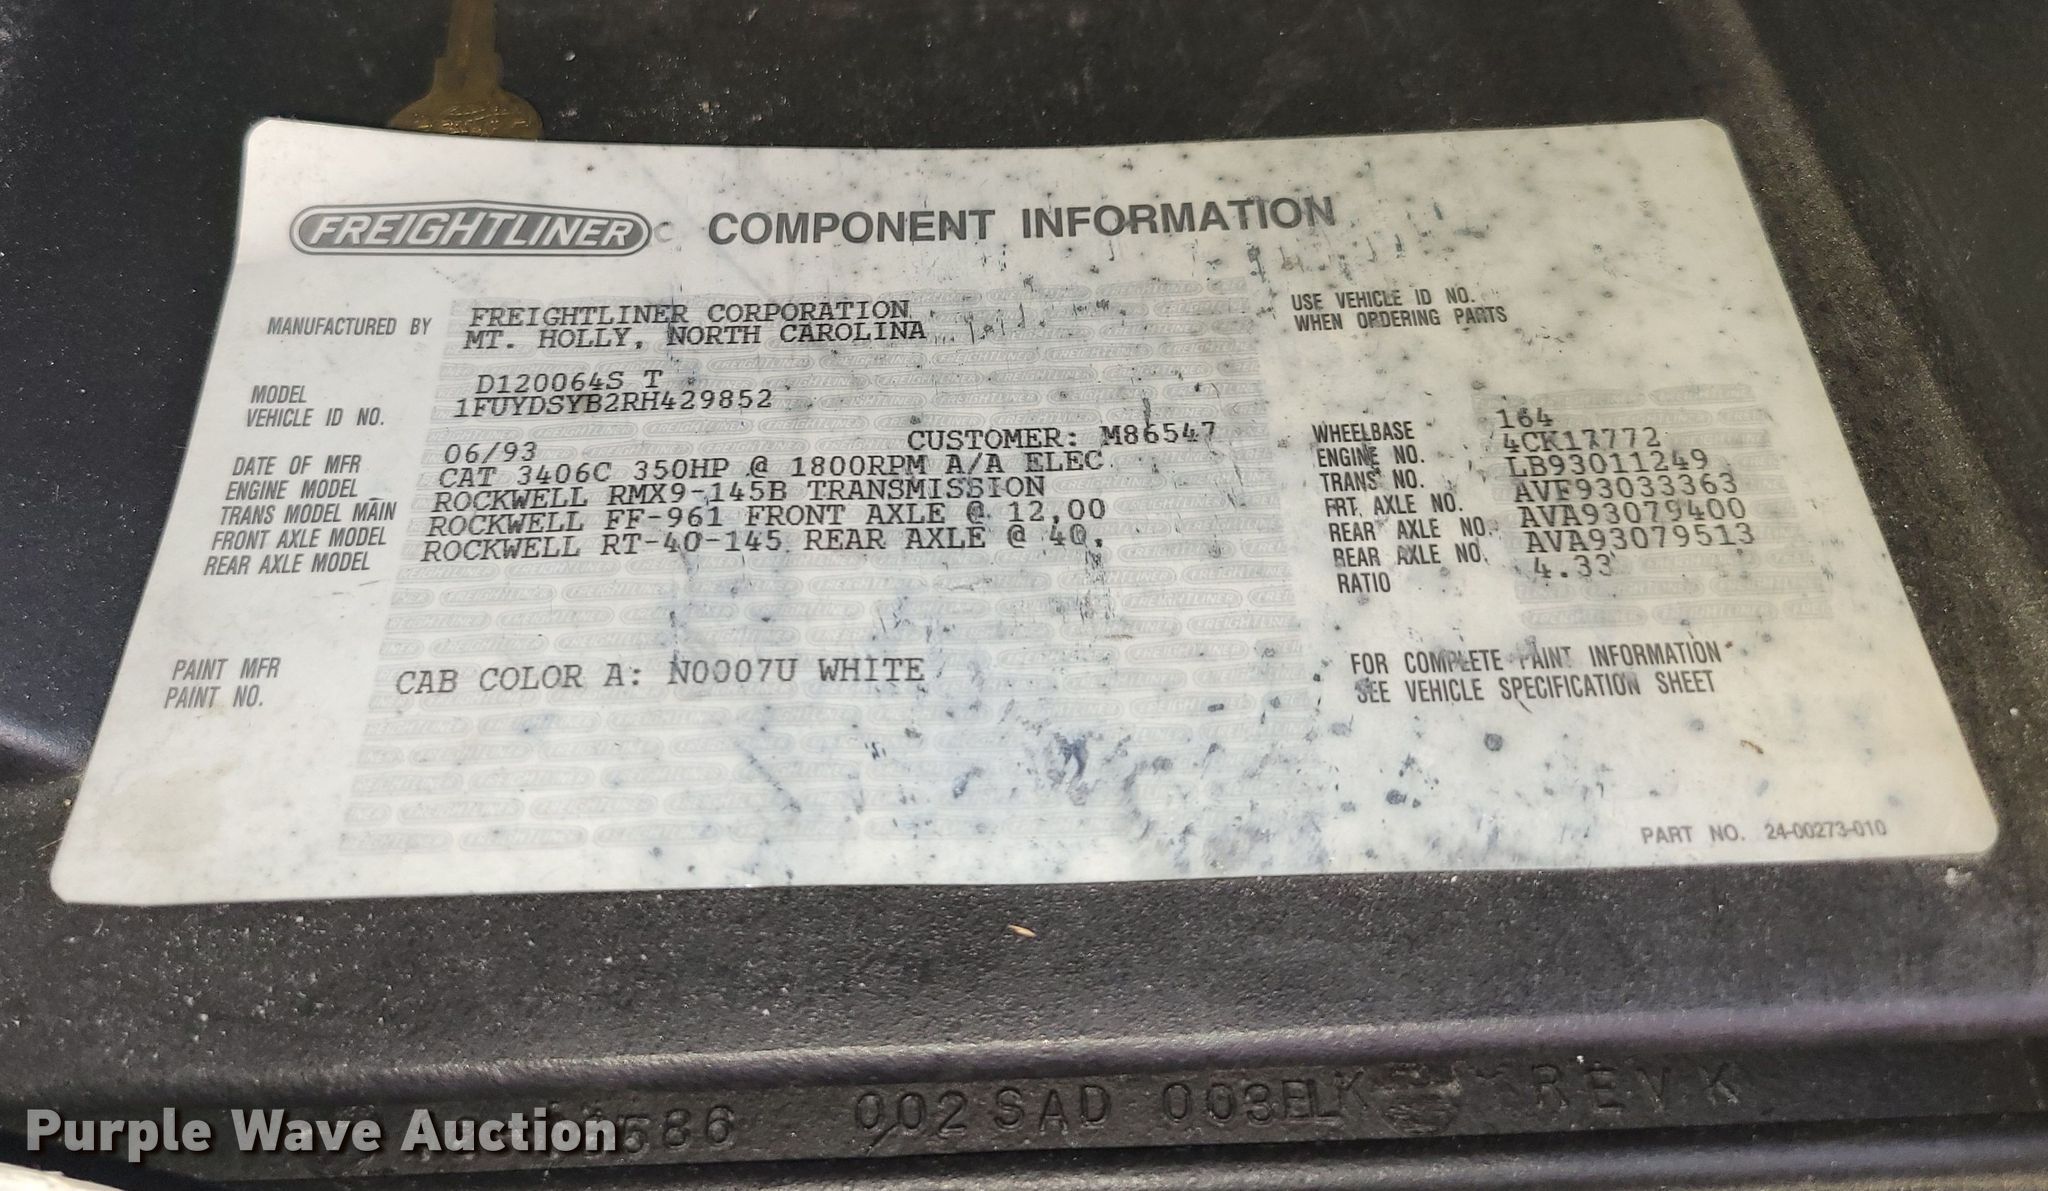 FREIGHTLINER COMPONENT INFORMATION
MANUFACTURED BY FREIGHTLINER CORPORATION
MT. HOLLY, NORTH CAROLINA
USE VEHICLE ID NO.
WHEN ORDERING PARTS
MODEL D120064S T
VEHICLE ID NO. 1FUYDSYB2RH429852
DATE OF MFR 06/93 CUSTOMER: M86547
ENGINE MODEL CAT 3406C 350HP @ 1800RPM A/A ELEC
TRANS MODEL MAIN ROCKWELL RMX9-145B TRANSMISSION
FRONT AXLE MODEL ROCKWELL FF-961 FRONT AXLE @ 12,00
REAR AXLE MODEL ROCKWELL RT-40-145 REAR AXLE @ 40,
WHEELBASE 164
ENGINE NO. 4CK17772
TRANS NO. LB93011249
FRT. AXLE NO. AVF93033363
REAR AXLE NO. AVA93079400
REAR AXLE NO. AVA93079513
RATIO 4.33
PAINT MFR
PAINT NO. CAB COLOR A: N0007U WHITE
FOR COMPLETE PAINT INFORMATION
SEE VEHICLE SPECIFICATION SHEET
PART NO. 24-00273-010
002 SAD 003 REV K
Purple Wave Auction